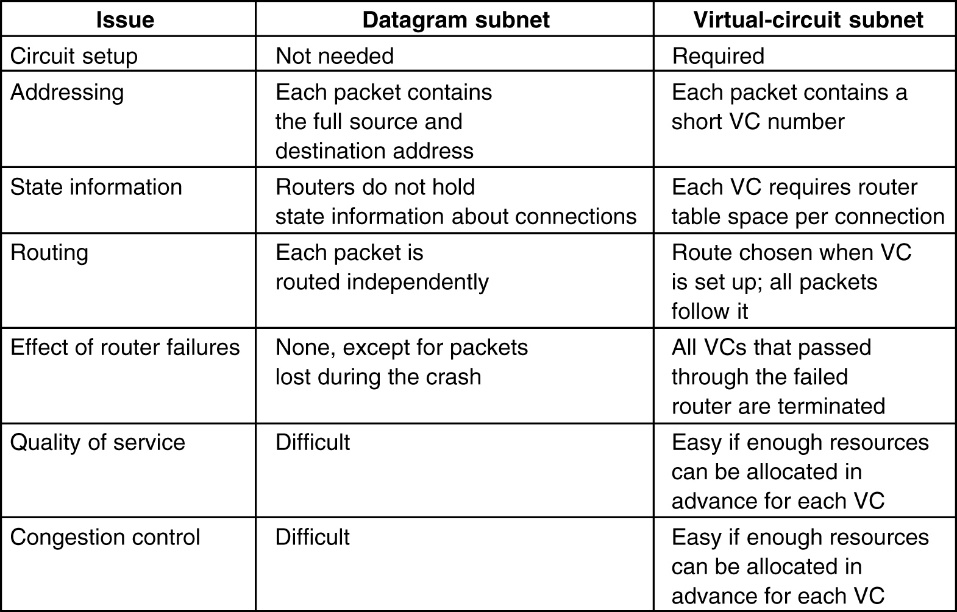 Issue Datagram subnet Virtual-circuit subnet
Circuit setup Not needed Required
Addressing Each packet contains Each packet contains a
the full source and short VC number
destination address
State information Routers do not hold Each VC requires router
state information about connections table space per connection
Routing Each packet is Route chosen when VC
routed independently is set up; all packets
follow it
Effect of router failures None, except for packets All VCs that passed
lost during the crash through the failed
router are terminated
Quality of service Difficult Easy if enough resources
can be allocated in
advance for each VC
Congestion control Difficult Easy if enough resources
can be allocated in
advance for each VC